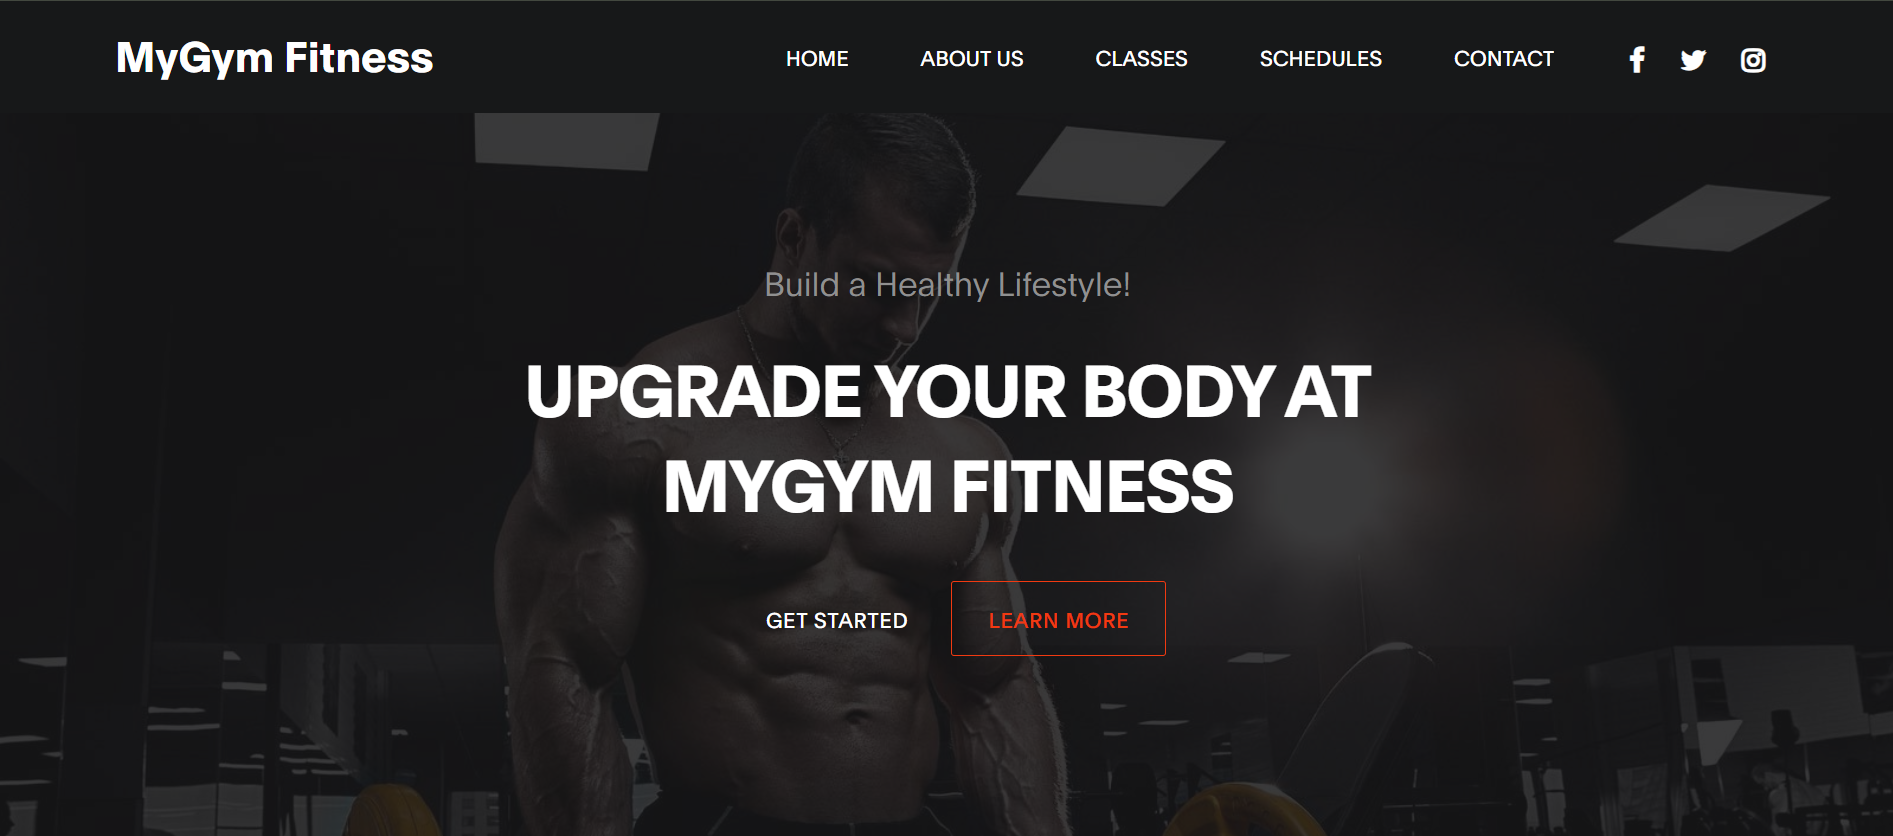 MyGym Fitness
HOME ABOUT US CLASSES SCHEDULES CONTACT
Build a Healthy Lifestyle!
UPGRADE YOUR BODY AT
MYGYM FITNESS
GET STARTED LEARN MORE